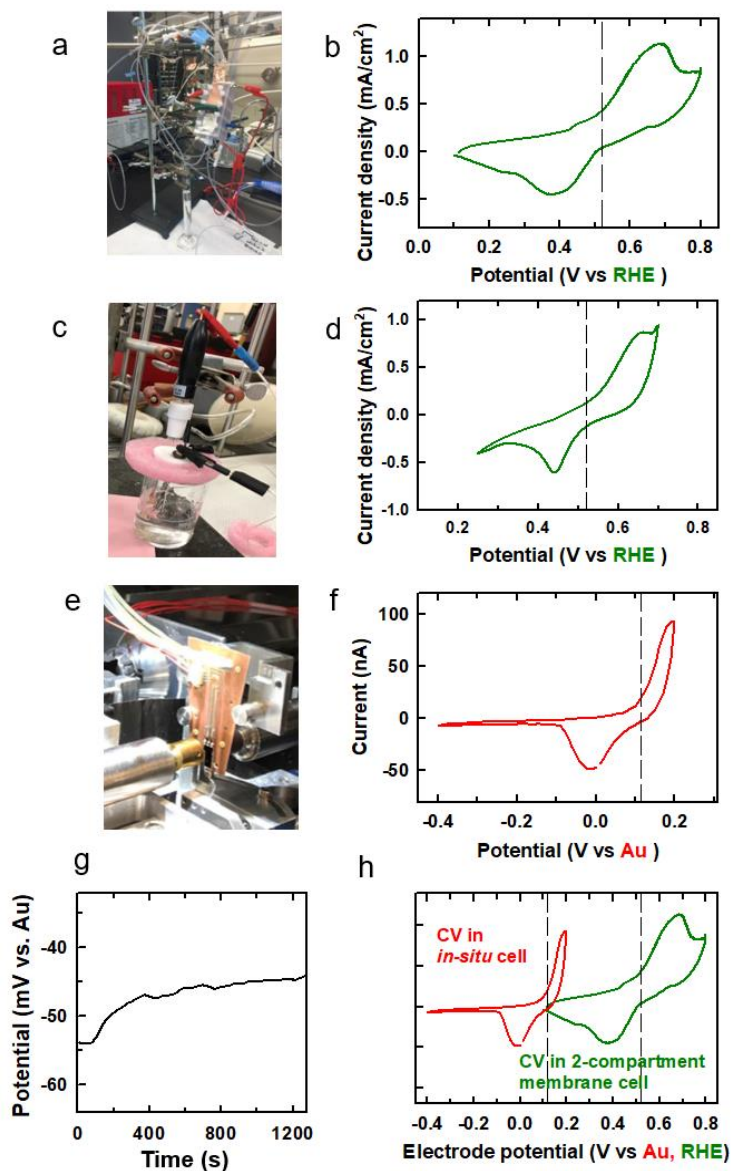 a
b
1.0
0.5
0.0
-0.5
Current density (mA/cm²)
0.0 0.2 0.4 0.6 0.8
Potential (V vs RHE )
c
d
1.0
0.5
0.0
-0.5
-1.0
Current density (mA/cm²)
0.2 0.4 0.6 0.8
Potential (V vs RHE )
e
f
100
50
0
-50
Current (nA)
-0.4 -0.2 0.0 0.2
Potential (V vs Au )
g
-40
-50
-60
Potential (mV vs. Au)
0 400 800 1200
Time (s)
h
CV in
in-situ cell
CV in 2-compartment
membrane cell
-0.4 -0.2 0.0 0.2 0.4 0.6 0.8
Electrode potential (V vs Au, RHE)